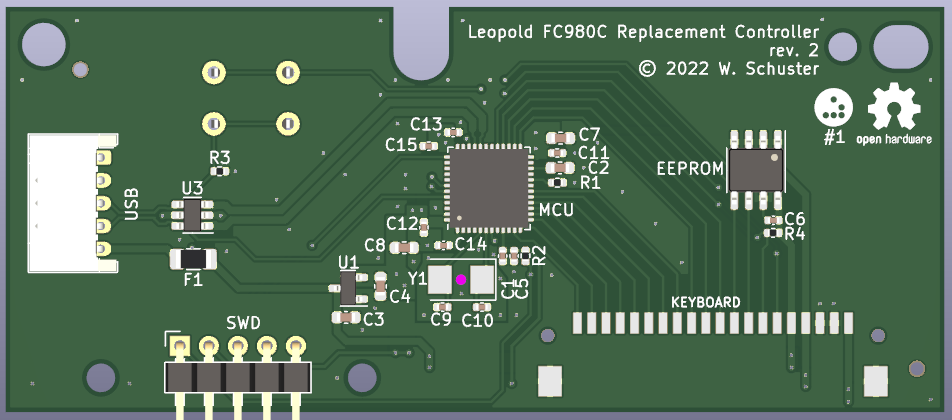 Leopold FC980C Replacement Controller
rev. 2
© 2022 W. Schuster
#1
open hardware
C13
C15
C7
C11
C2
R1
EEPROM
R3
USB
U3
MCU
C12
C8
C14
C6
R4
F1
U1
Y1
C4
C1
C5
R2
C3
C9
C10
KEYBOARD
SWD